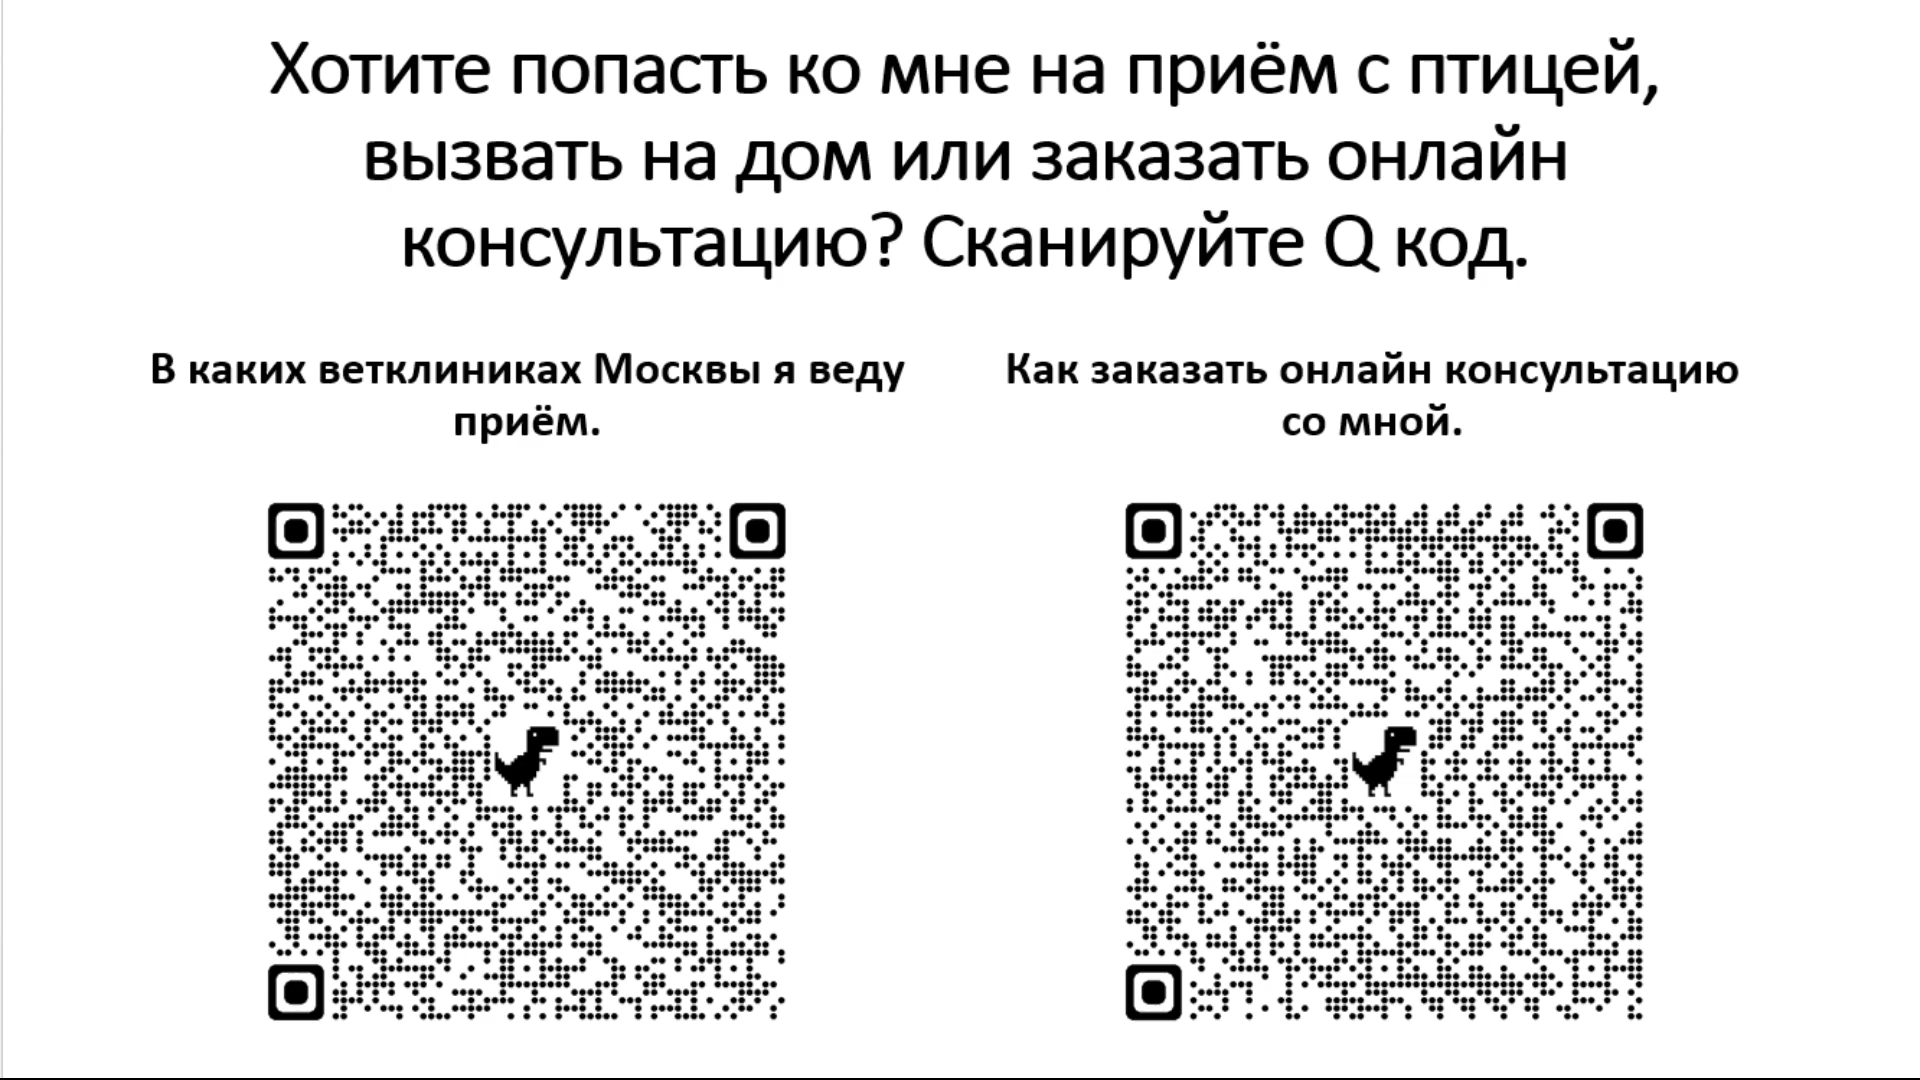 Хотите попасть ко мне на приём с птицей,
вызвать на дом или заказать онлайн
консультацию? Сканируйте Q код.
В каких ветклиниках Москвы я веду
приём.
Как заказать онлайн консультацию
со мной.